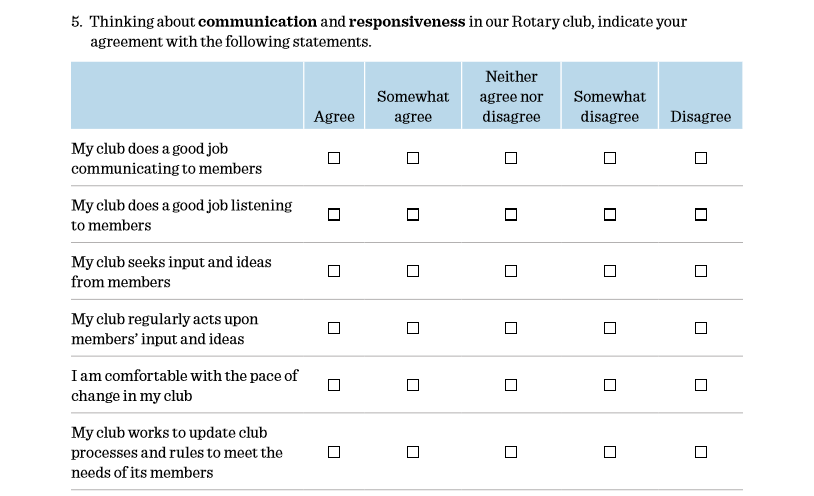 5. Thinking about communication and responsiveness in our Rotary club, indicate your
agreement with the following statements.
Agree
Somewhat
agree
Neither
agree nor
disagree
Somewhat
disagree
Disagree
My club does a good job
communicating to members
My club does a good job listening
to members
My club seeks input and ideas
from members
My club regularly acts upon
members’ input and ideas
I am comfortable with the pace of
change in my club
My club works to update club
processes and rules to meet the
needs of its members